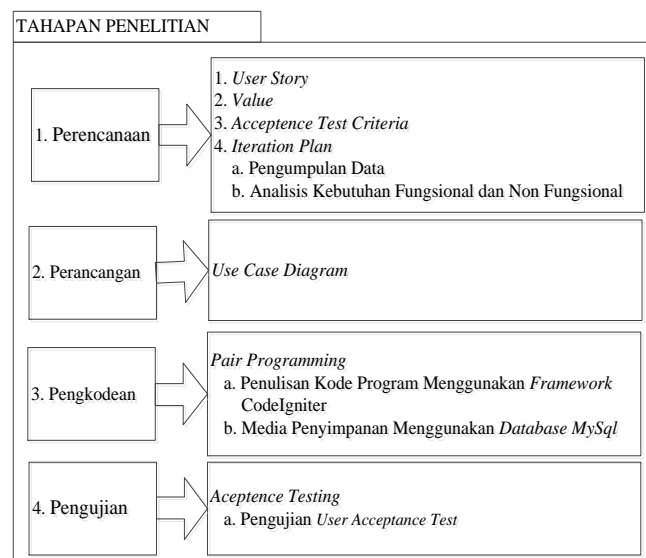 TAHAPAN PENELITIAN
1. Perencanaan
1. User Story
2. Value
3. Acceptence Test Criteria
4. Iteration Plan
a. Pengumpulan Data
b. Analisis Kebutuhan Fungsional dan Non Fungsional
2. Perancangan
Use Case Diagram
3. Pengkodean
Pair Programming
a. Penulisan Kode Program Menggunakan Framework
CodeIgniter
b. Media Penyimpanan Menggunakan Database MySql
4. Pengujian
Aceptence Testing
a. Pengujian User Acceptance Test